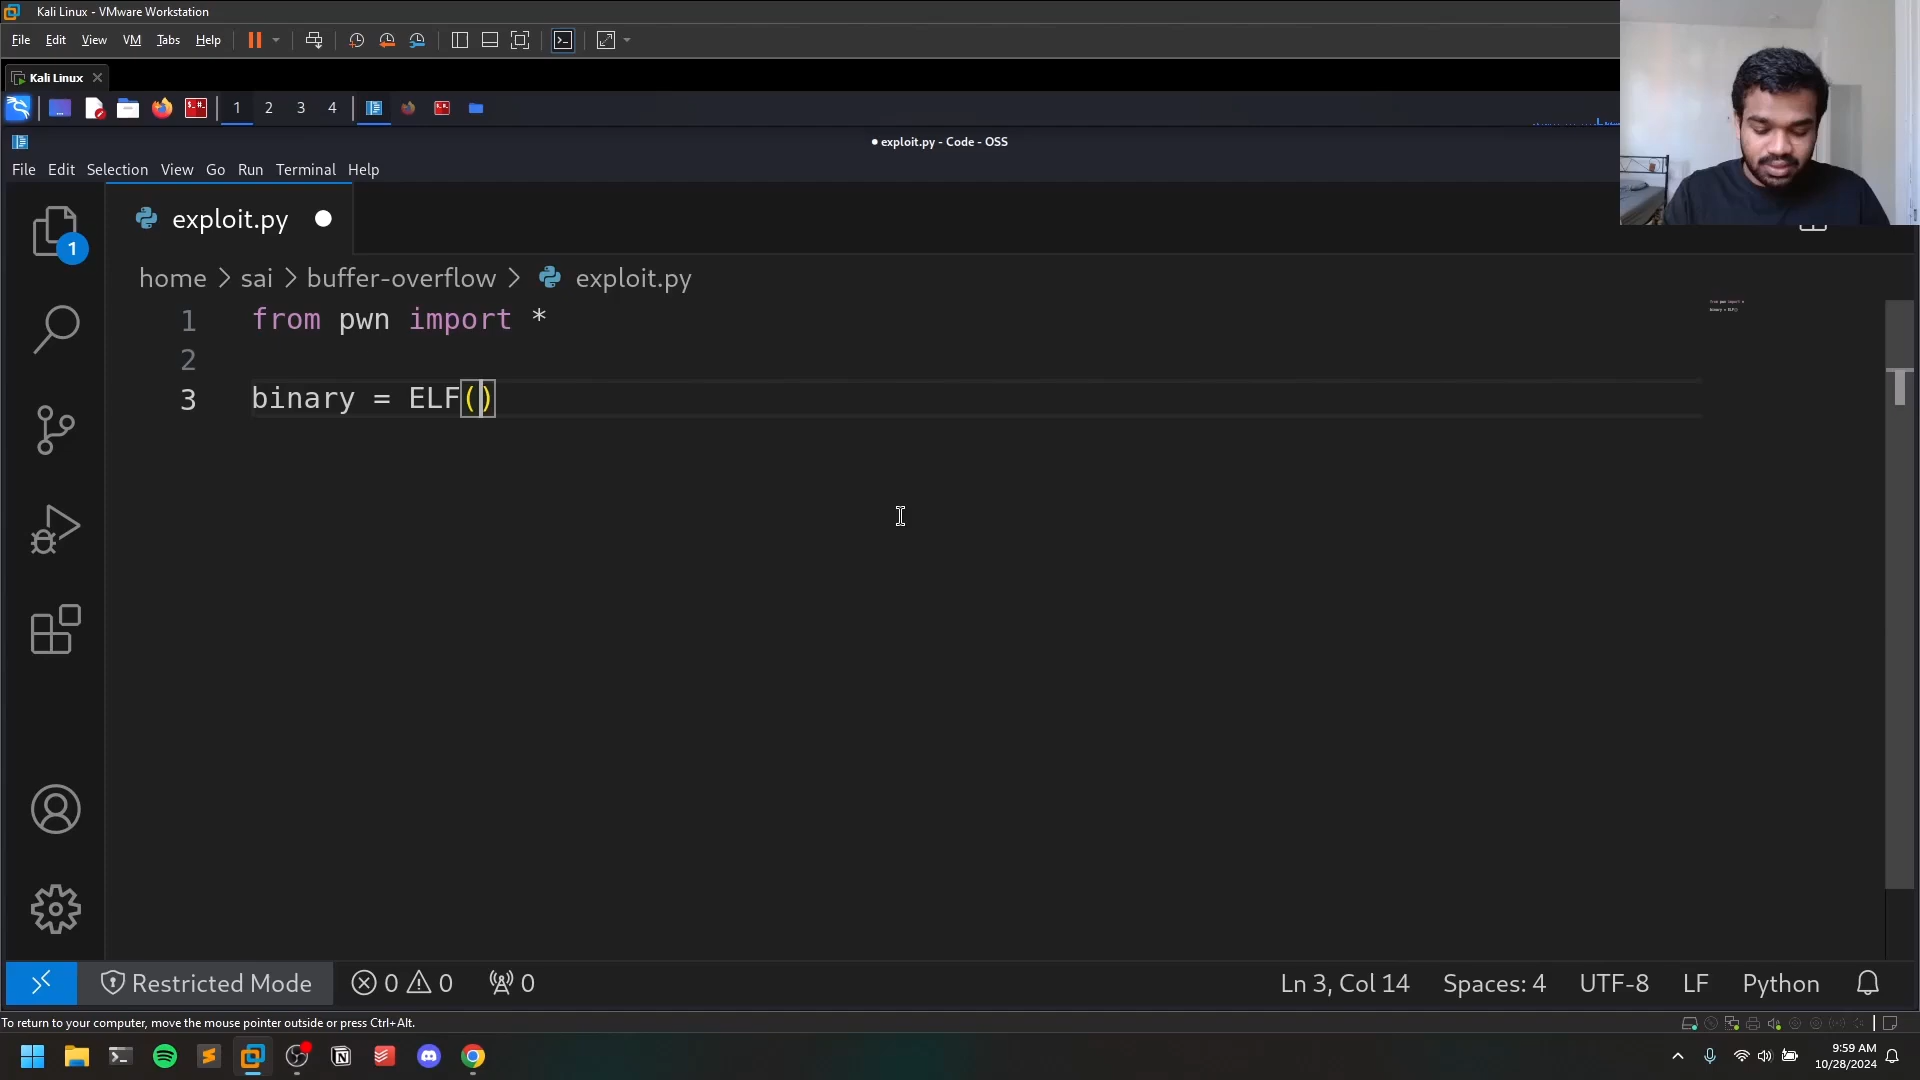 Kali Linux - VMware Workstation
File Edit View VM Tabs Help
Kali Linux
1 2 3 4
exploit.py - Code - OSS
File Edit Selection View Go Run Terminal Help
exploit.py
1
home > sai > buffer-overflow > exploit.py
1 from pwn import *
2
3 binary = ELF()
Restricted Mode 0 0 0 Ln 3, Col 14 Spaces: 4 UTF-8 LF Python
To return to your computer, move the mouse pointer outside or press Ctrl+Alt.
9:59 AM
10/28/2024